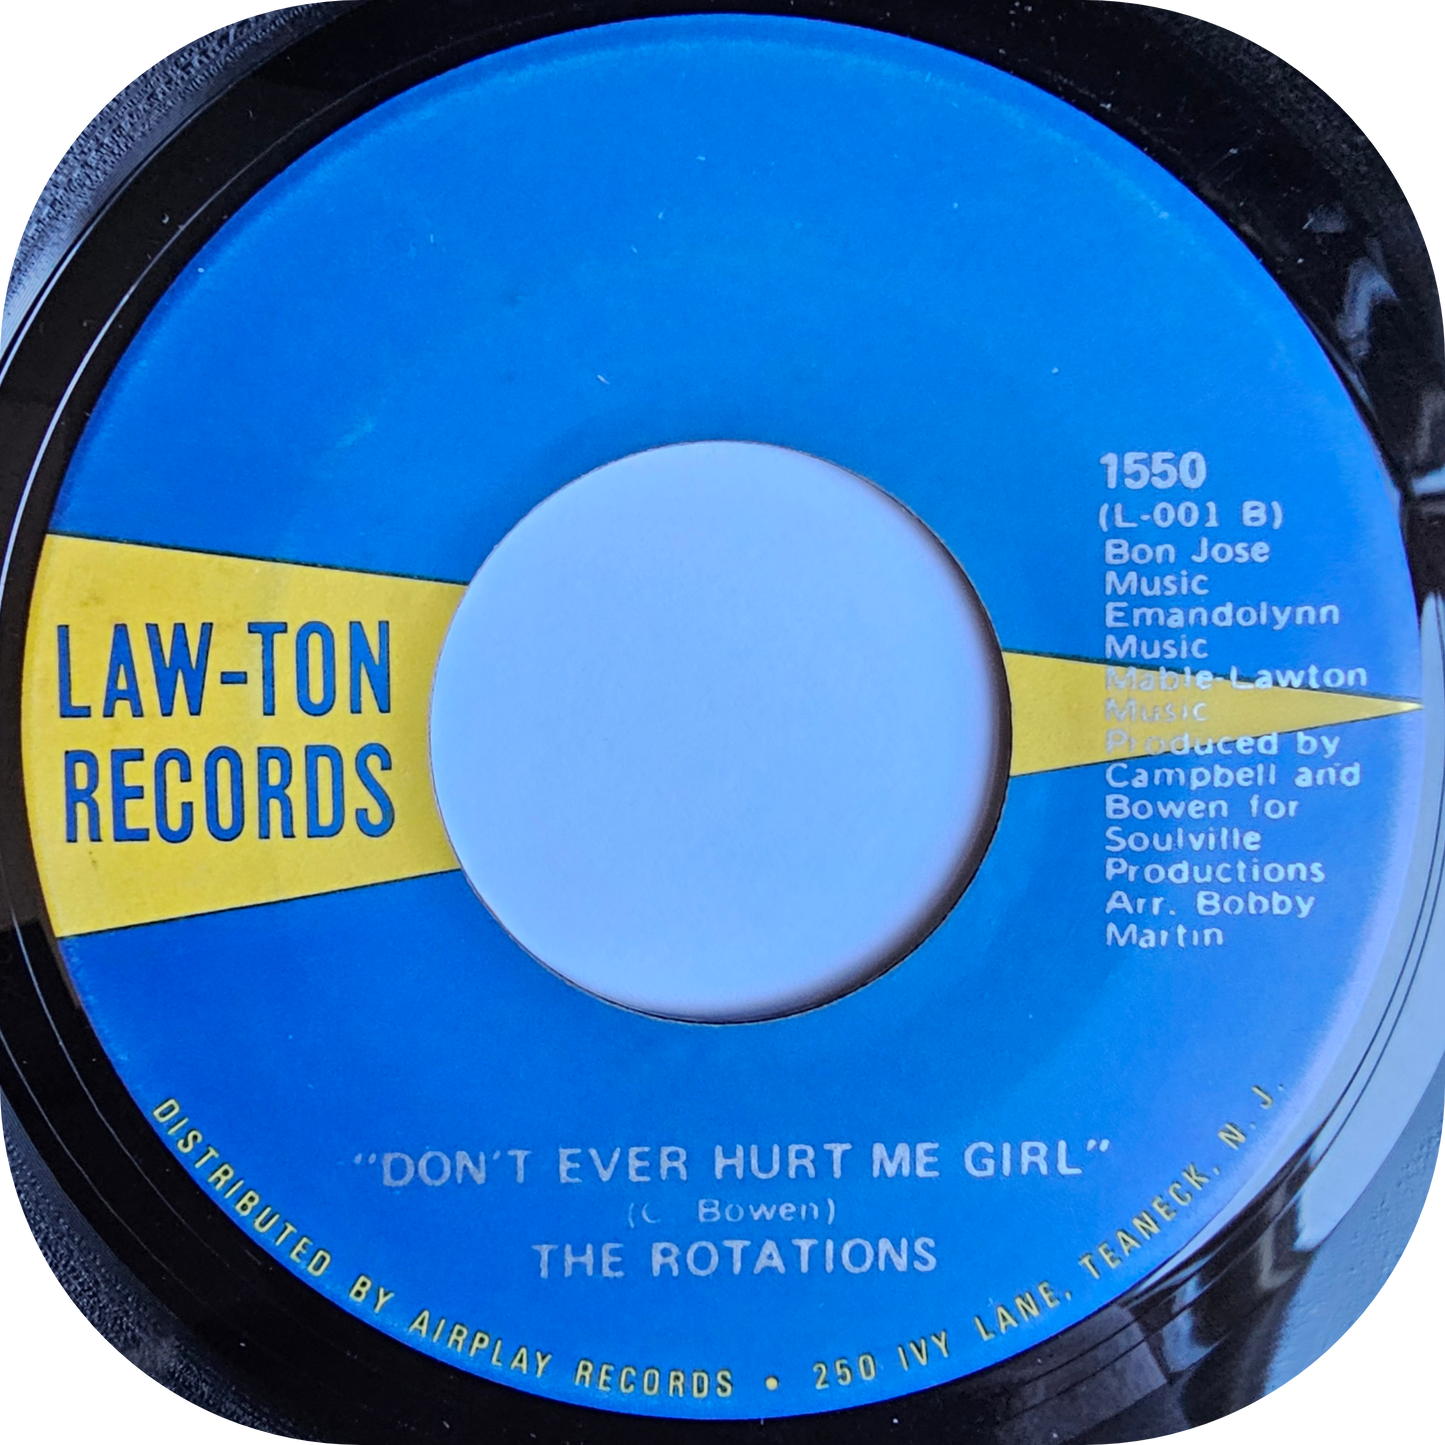 LAW-TON
RECORDS
1550
(L-001 B)
Bon Jose
Music
Emandolynn
Music
Mable-Lawton
Music
Produced by
Campbell and
Bowen for
Soulville
Productions
Arr. Bobby
Martin
"DON'T EVER HURT ME GIRL"
(C Bowen)
THE ROTATIONS
DISTRIBUTED BY AIRPLAY RECORDS • 250 IVY LANE, TEANECK, N. J.